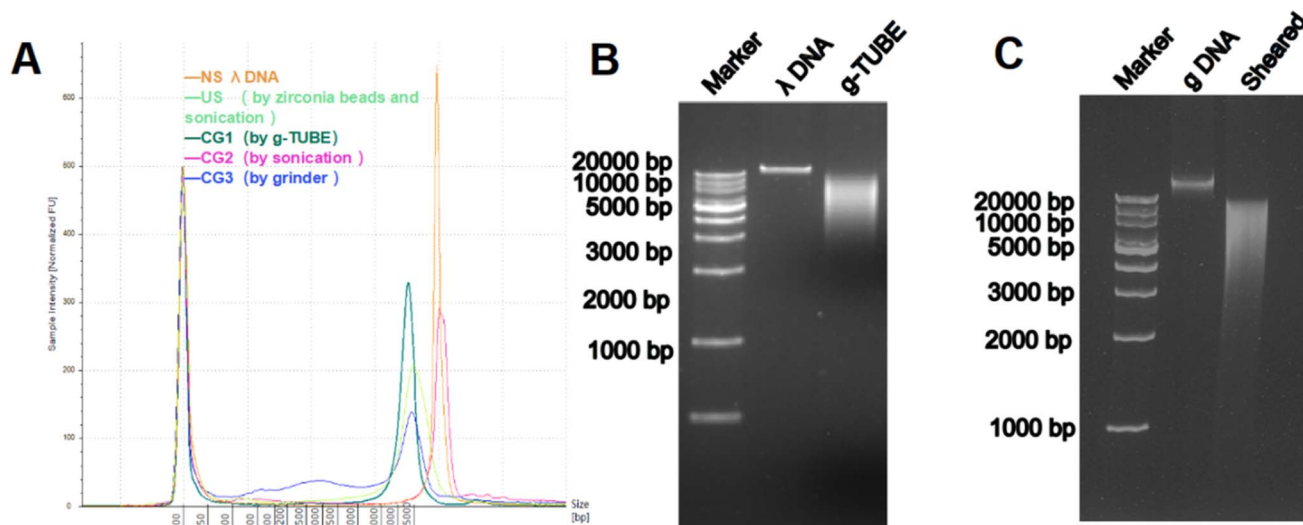 A
NS λ DNA
US ( by zirconia beads and
sonication )
CG1 (by g-TUBE)
CG2 (by sonication )
CG3 (by grinder )
Sample Intensity [Normalized FU]
600
500
400
300
200
100
0
Size
[bp]
B
Marker
λ DNA
g-TUBE
20000 bp
10000 bp
5000 bp
3000 bp
2000 bp
1000 bp
C
Marker
g DNA
Sheared
20000 bp
10000 bp
5000 bp
3000 bp
2000 bp
1000 bp